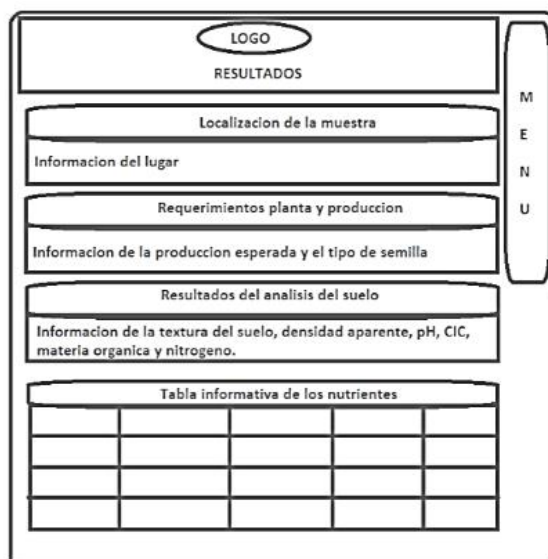 LOGO
RESULTADOS
M
E
N
U
Localizacion de la muestra
Informacion del lugar
Requerimientos planta y produccion
Informacion de la produccion esperada y el tipo de semilla
Resultados del analisis del suelo
Informacion de la textura del suelo, densidad aparente, pH, CIC,
materia organica y nitrogeno.
Tabla informativa de los nutrientes